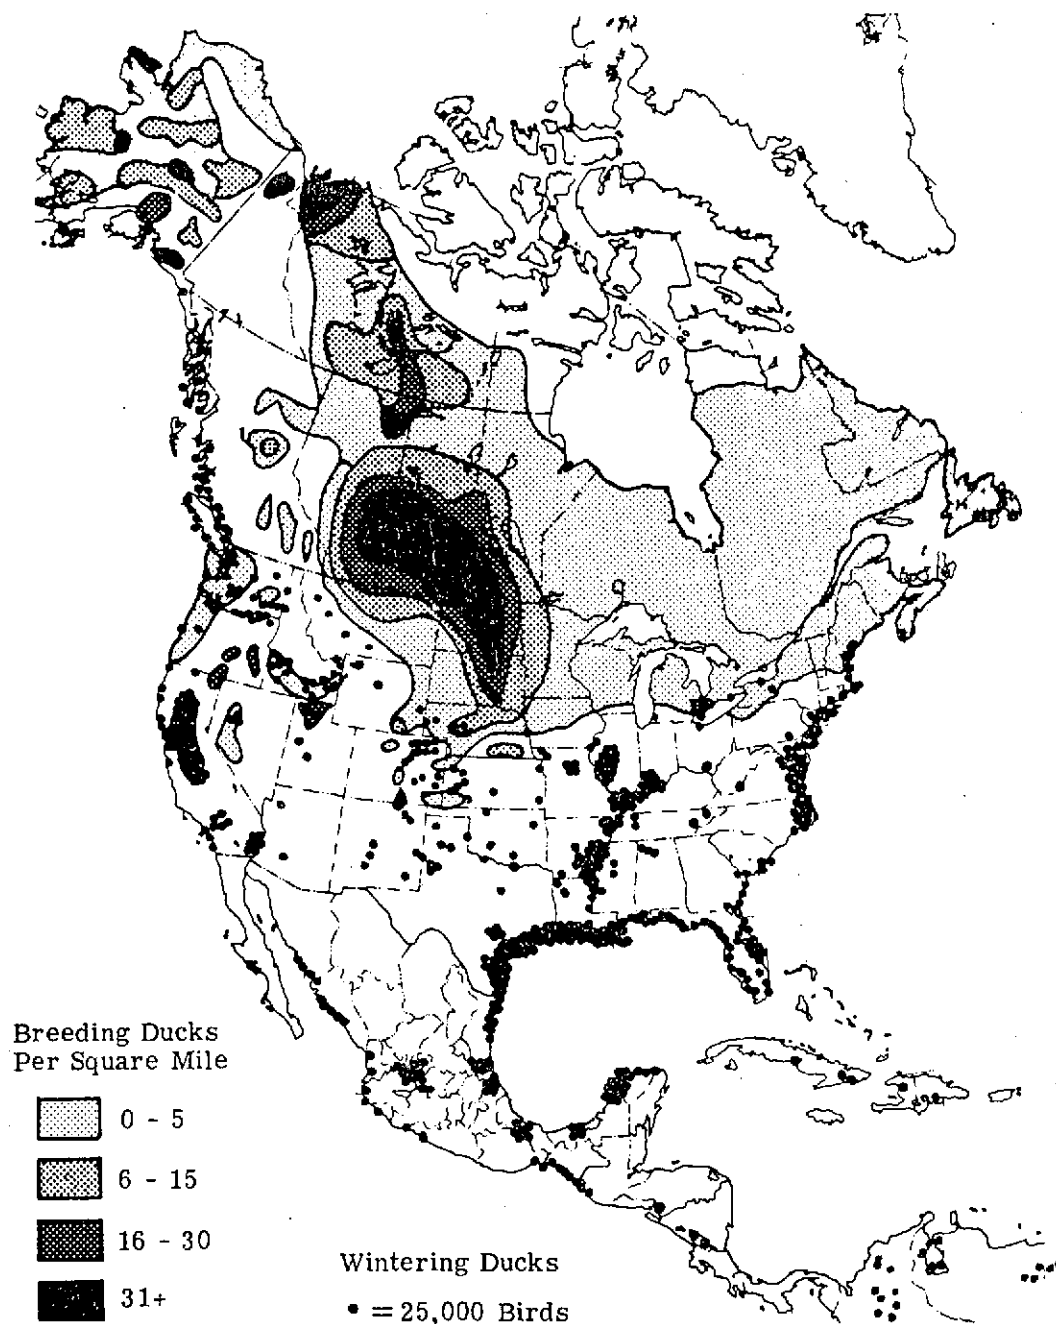 Breeding Ducks
Per Square Mile
0 - 5
6 - 15
16 - 30
31+
Wintering Ducks
• = 25,000 Birds